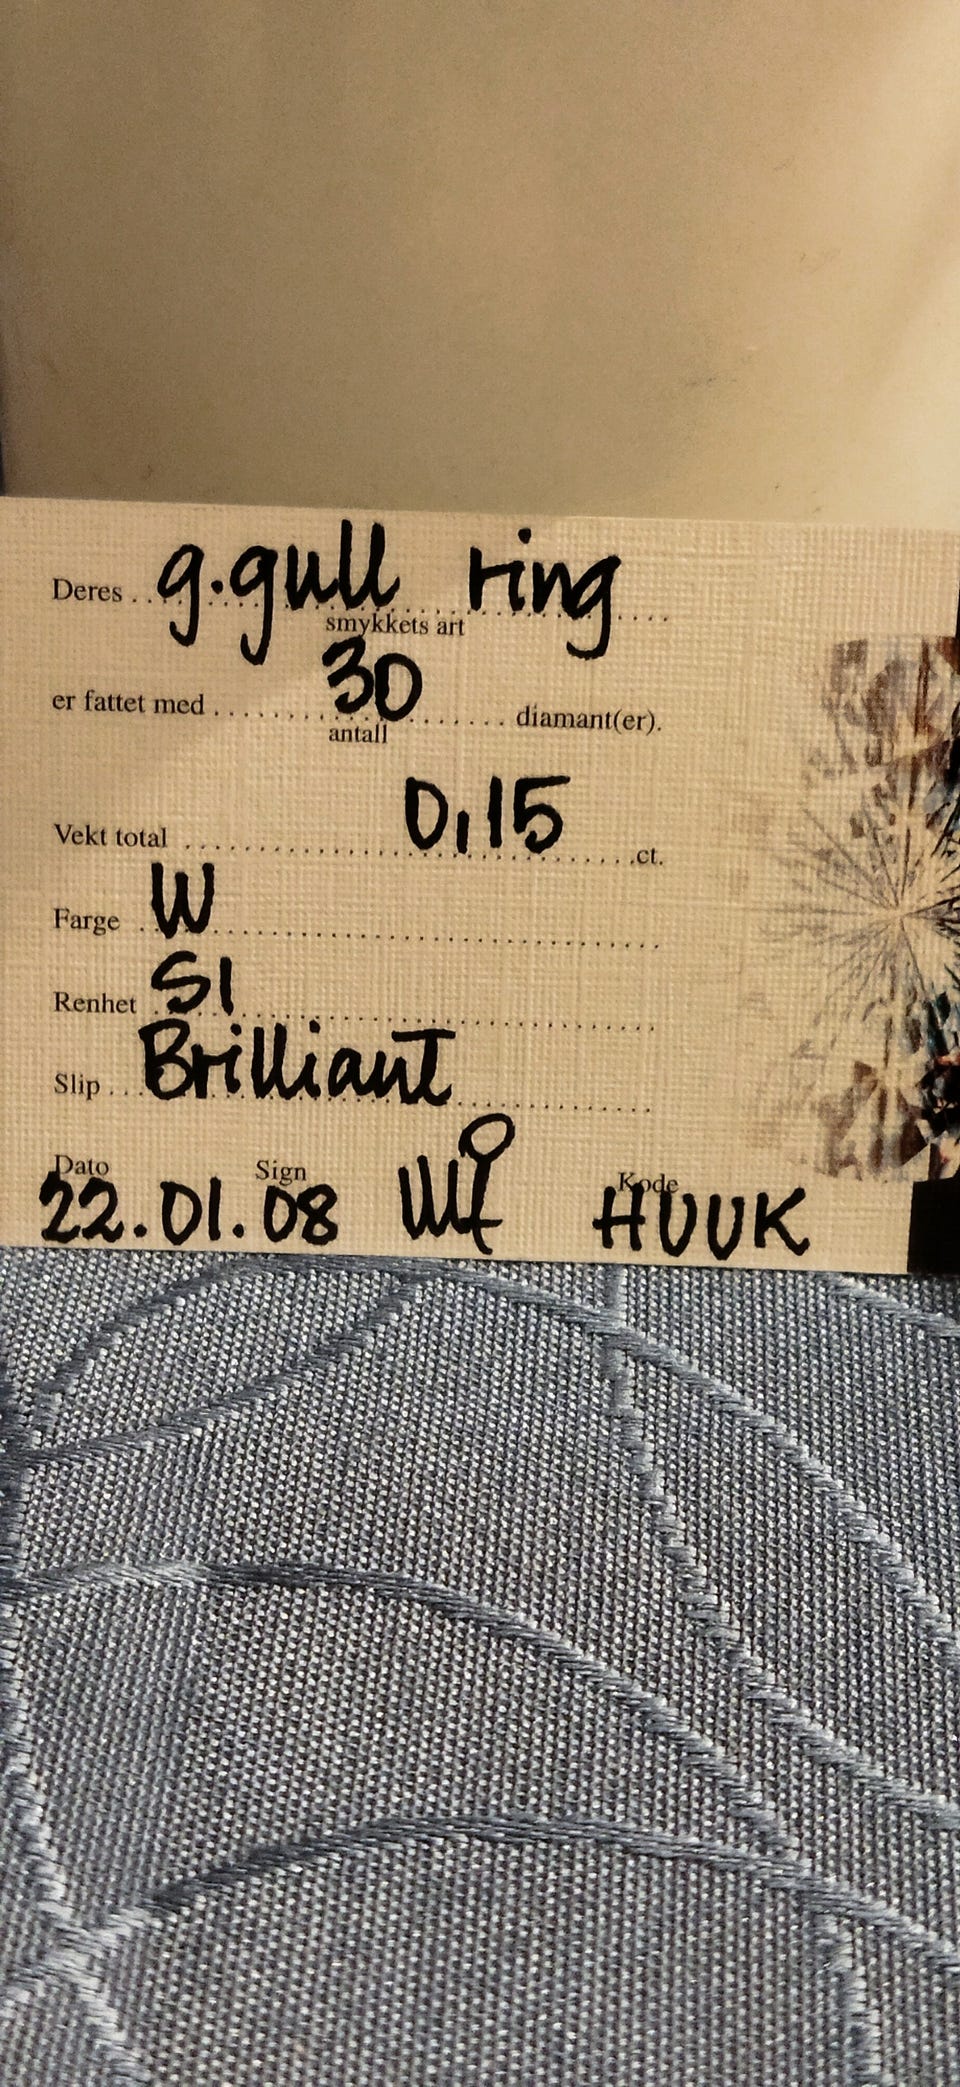 Deres g.gull ring
smykkets art
er fattet med 30 diamant(er).
antall
Vekt total 0,15 ct.
Farge W
Renhet SI
Slip Brilliant
Dato Sign Kode
22.01.08 HUUK